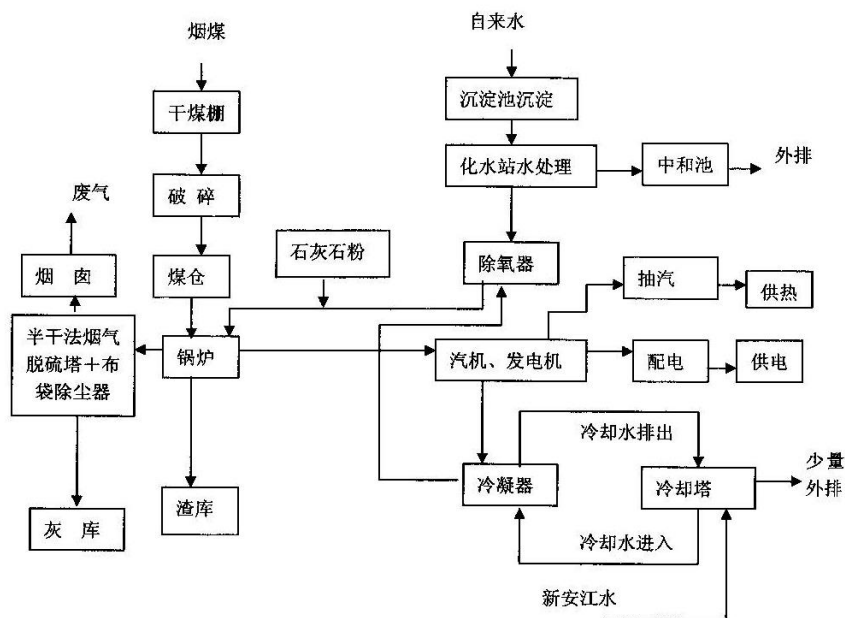 烟煤
自来水
干煤棚
沉淀池沉淀
化水站水处理
中和池
外排
破 碎
废气
石灰石粉
除氧器
烟 囱
煤仓
抽汽
供热
半干法烟气
脱硫塔＋布
袋除尘器
锅炉
汽机、发电机
配电
供电
冷却水排出
冷凝器
冷却塔
少量
外排
灰 库
渣库
冷却水进入
新安江水